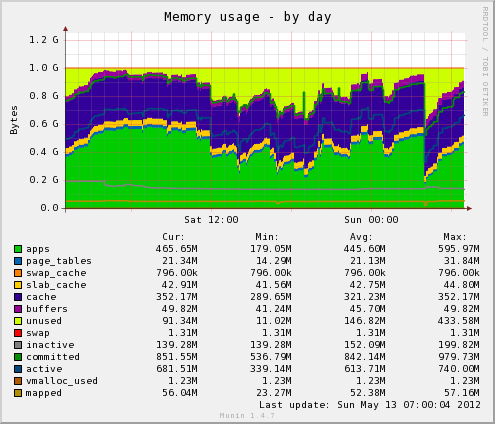 Memory usage - by day
RRDTOOL / TOBI OETIKER
Bytes
1.2 G
1.0 G
0.8 G
0.6 G
0.4 G
0.2 G
0.0
Sat 12:00 Sun 00:00
Cur: Min: Avg: Max:
apps 465.65M 179.05M 445.60M 595.97M
page_tables 21.34M 14.29M 21.13M 31.84M
swap_cache 796.00k 796.00k 796.00k 796.00k
slab_cache 42.91M 41.56M 42.75M 44.80M
cache 352.17M 289.65M 321.23M 352.17M
buffers 49.82M 41.24M 45.70M 49.82M
unused 91.34M 11.02M 146.82M 433.58M
swap 1.31M 1.31M 1.31M 1.31M
inactive 139.28M 139.28M 152.09M 199.82M
committed 851.55M 536.79M 842.14M 979.73M
active 681.51M 339.14M 613.71M 740.00M
vmalloc_used 1.23M 1.23M 1.23M 1.23M
mapped 56.04M 23.27M 52.38M 57.16M
Last update: Sun May 13 07:00:04 2012
Munin 1.4.7